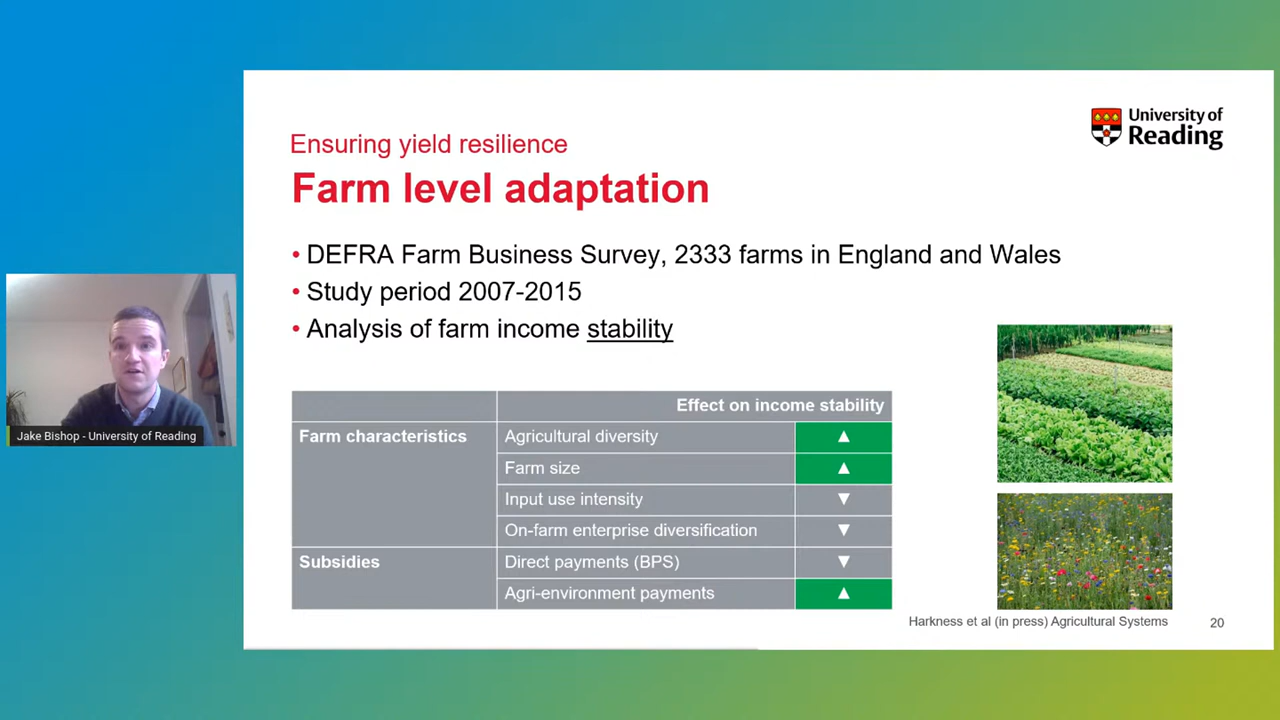 University of
Reading
Ensuring yield resilience
Farm level adaptation
• DEFRA Farm Business Survey, 2333 farms in England and Wales
• Study period 2007-2015
• Analysis of farm income stability
Effect on income stability
Farm characteristics Agricultural diversity ▲
Farm size ▲
Input use intensity ▼
On-farm enterprise diversification ▼
Subsidies Direct payments (BPS) ▼
Agri-environment payments ▲
Harkness et al (in press) Agricultural Systems 20
Jake Bishop - University of Reading